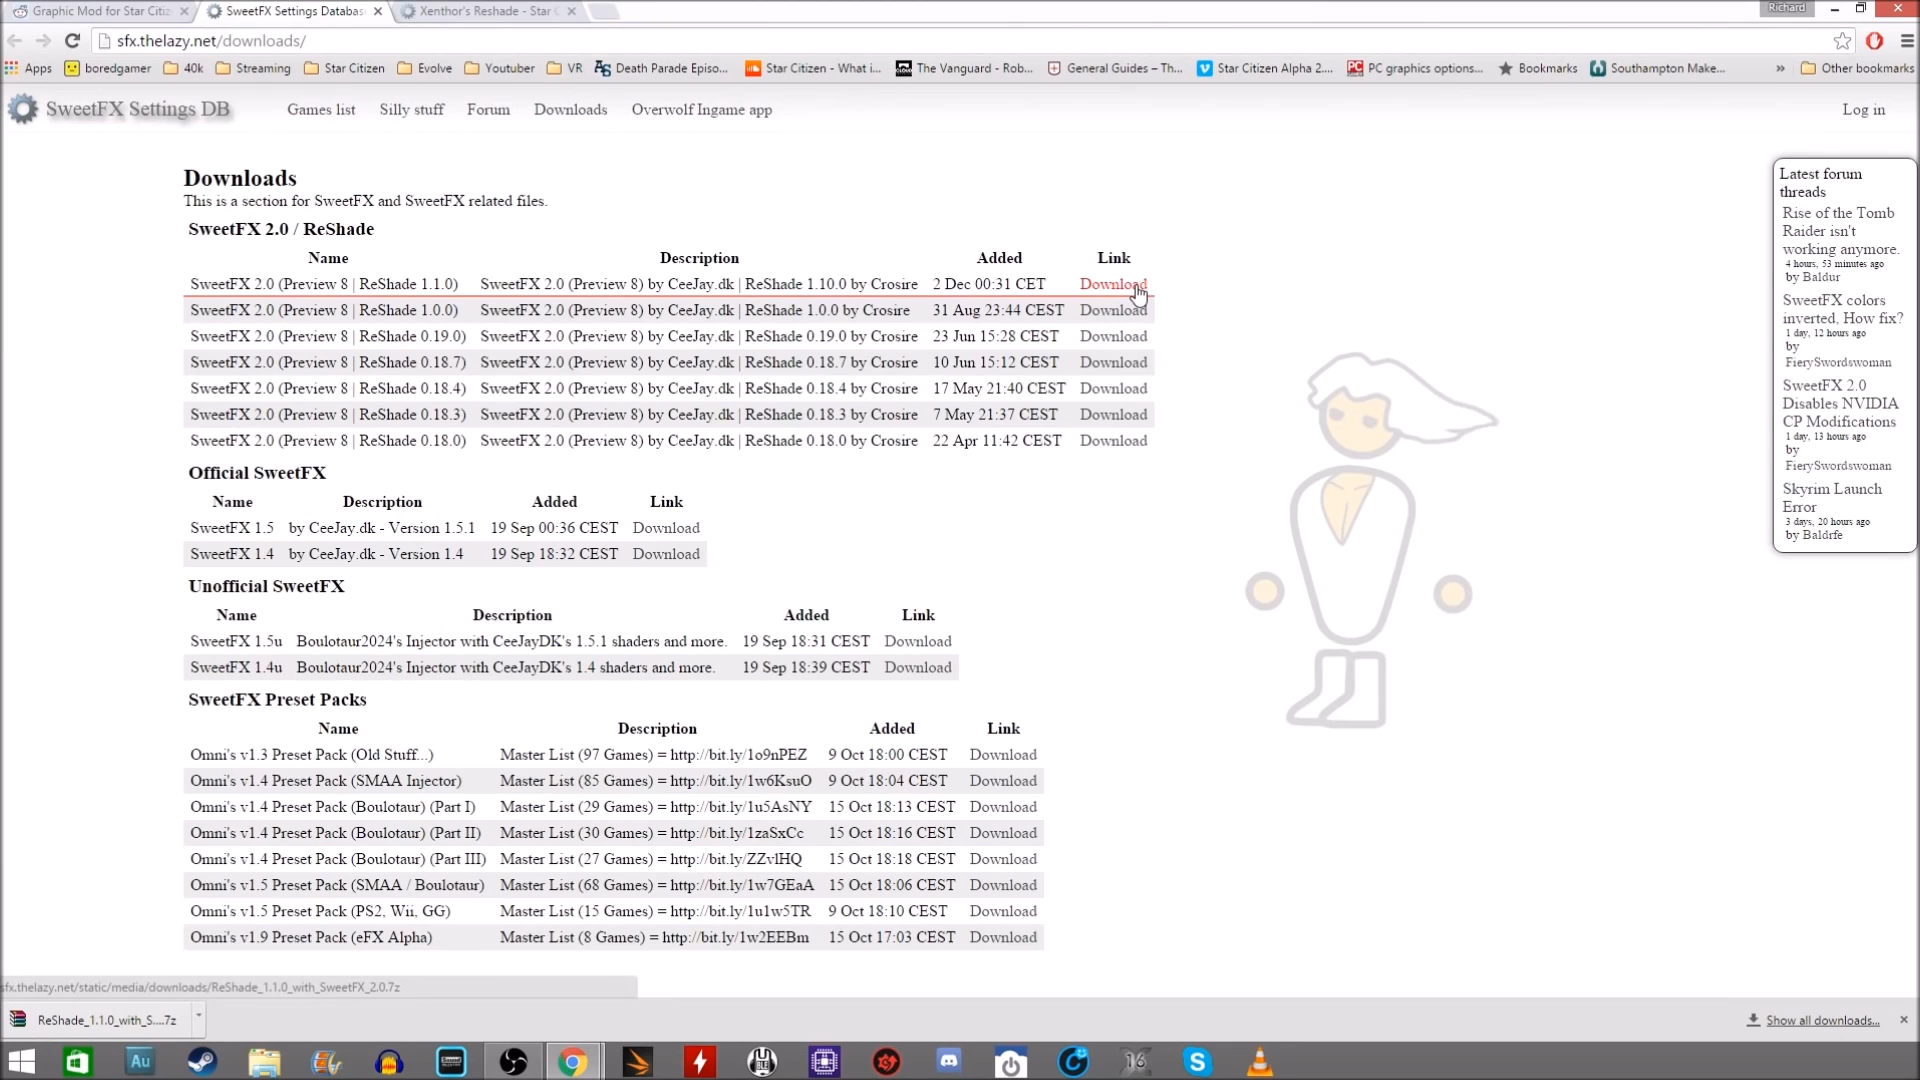 Graphic Mod for Star Citiz
SweetFX Settings Databas
Xenthor's Reshade - Star
Richard
sfx.thelazy.net/downloads/
Apps
boredgamer
40k
Streaming
Star Citizen
Evolve
Youtuber
VR
Death Parade Episo...
Star Citizen - What i...
The Vanguard - Rob...
General Guides – Th...
Star Citizen Alpha 2....
PC graphics options...
Bookmarks
Southampton Make...
»
Other bookmarks
SweetFX Settings DB
Games list
Silly stuff
Forum
Downloads
Overwolf Ingame app
Log in
Downloads
This is a section for SweetFX and SweetFX related files.
SweetFX 2.0 / ReShade
Name Description Added Link
SweetFX 2.0 (Preview 8 | ReShade 1.1.0) SweetFX 2.0 (Preview 8) by CeeJay.dk | ReShade 1.10.0 by Crosire 2 Dec 00:31 CET Download
SweetFX 2.0 (Preview 8 | ReShade 1.0.0) SweetFX 2.0 (Preview 8) by CeeJay.dk | ReShade 1.0.0 by Crosire 31 Aug 23:44 CEST Download
SweetFX 2.0 (Preview 8 | ReShade 0.19.0) SweetFX 2.0 (Preview 8) by CeeJay.dk | ReShade 0.19.0 by Crosire 23 Jun 15:28 CEST Download
SweetFX 2.0 (Preview 8 | ReShade 0.18.7) SweetFX 2.0 (Preview 8) by CeeJay.dk | ReShade 0.18.7 by Crosire 10 Jun 15:12 CEST Download
SweetFX 2.0 (Preview 8 | ReShade 0.18.4) SweetFX 2.0 (Preview 8) by CeeJay.dk | ReShade 0.18.4 by Crosire 17 May 21:40 CEST Download
SweetFX 2.0 (Preview 8 | ReShade 0.18.3) SweetFX 2.0 (Preview 8) by CeeJay.dk | ReShade 0.18.3 by Crosire 7 May 21:37 CEST Download
SweetFX 2.0 (Preview 8 | ReShade 0.18.0) SweetFX 2.0 (Preview 8) by CeeJay.dk | ReShade 0.18.0 by Crosire 22 Apr 11:42 CEST Download
Official SweetFX
Name Description Added Link
SweetFX 1.5 by CeeJay.dk - Version 1.5.1 19 Sep 00:36 CEST Download
SweetFX 1.4 by CeeJay.dk - Version 1.4 19 Sep 18:32 CEST Download
Unofficial SweetFX
Name Description Added Link
SweetFX 1.5u Boulotaur2024's Injector with CeeJayDK's 1.5.1 shaders and more. 19 Sep 18:31 CEST Download
SweetFX 1.4u Boulotaur2024's Injector with CeeJayDK's 1.4 shaders and more. 19 Sep 18:39 CEST Download
SweetFX Preset Packs
Name Description Added Link
Omni's v1.3 Preset Pack (Old Stuff...) Master List (97 Games) = http://bit.ly/1o9nPEZ 9 Oct 18:00 CEST Download
Omni's v1.4 Preset Pack (SMAA Injector) Master List (85 Games) = http://bit.ly/1w6KsuO 9 Oct 18:04 CEST Download
Omni's v1.4 Preset Pack (Boulotaur) (Part I) Master List (29 Games) = http://bit.ly/1u5AsNY 15 Oct 18:13 CEST Download
Omni's v1.4 Preset Pack (Boulotaur) (Part II) Master List (30 Games) = http://bit.ly/1zaSxCc 15 Oct 18:16 CEST Download
Omni's v1.4 Preset Pack (Boulotaur) (Part III) Master List (27 Games) = http://bit.ly/ZZvlHQ 15 Oct 18:18 CEST Download
Omni's v1.5 Preset Pack (SMAA / Boulotaur) Master List (68 Games) = http://bit.ly/1w7GEaA 15 Oct 18:06 CEST Download
Omni's v1.5 Preset Pack (PS2, Wii, GG) Master List (15 Games) = http://bit.ly/1u1w5TR 9 Oct 18:10 CEST Download
Omni's v1.9 Preset Pack (eFX Alpha) Master List (8 Games) = http://bit.ly/1w2EEBm 15 Oct 17:03 CEST Download
Latest forum
threads
Rise of the Tomb
Raider isn't
working anymore.
4 hours, 53 minutes ago
by Baldur
SweetFX colors
inverted, How fix?
1 day, 12 hours ago
by
FierySwordswoman
SweetFX 2.0
Disables NVIDIA
CP Modifications
1 day, 13 hours ago
by
FierySwordswoman
Skyrim Launch
Error
3 days, 20 hours ago
by Baldrfe
sfx.thelazy.net/static/media/downloads/ReShade_1.1.0_with_SweetFX_2.0.7z
ReShade_1.1.0_with_S....7z
Show all downloads...
Au
16